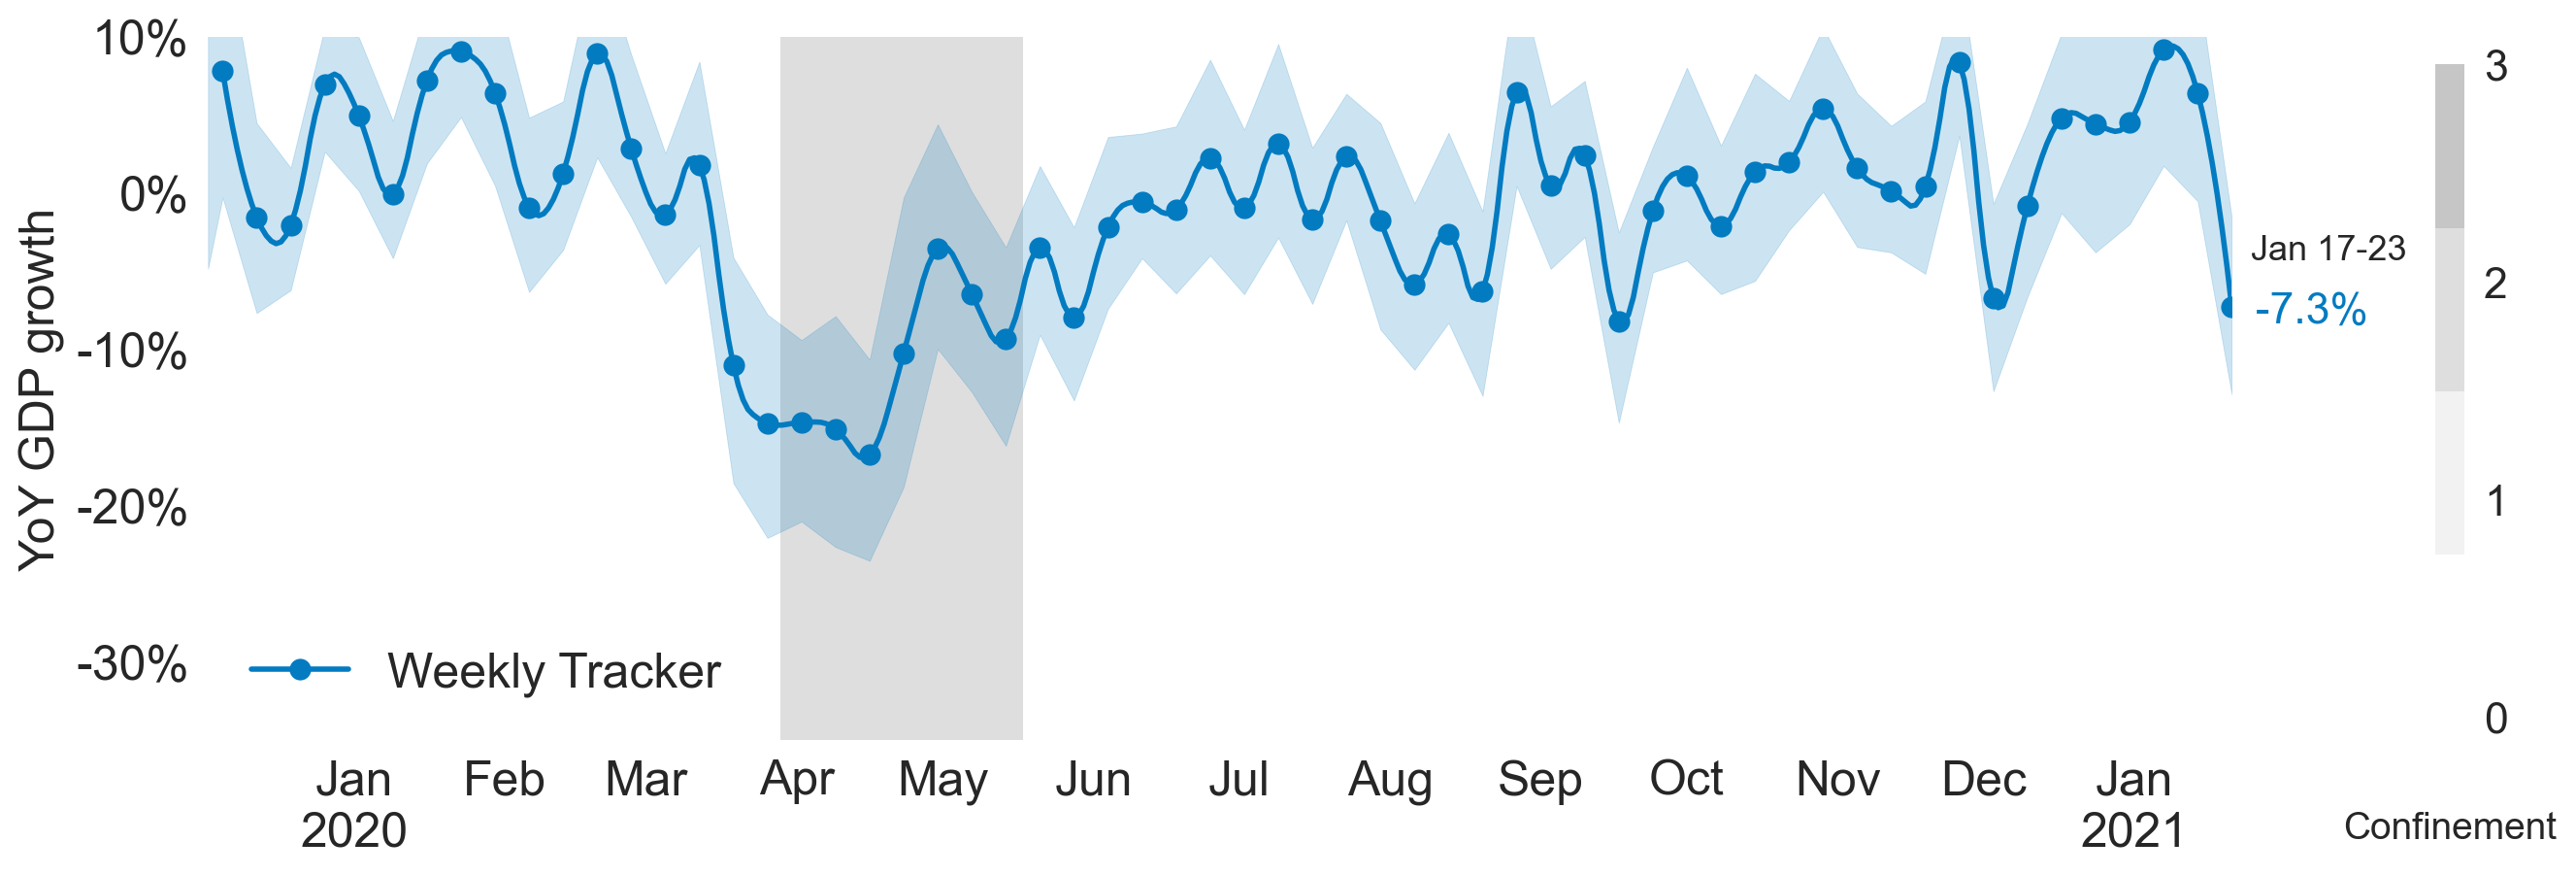 10%
0%
-10%
-20%
-30%
YoY GDP growth
Weekly Tracker
Jan Feb Mar Apr May Jun Jul Aug Sep Oct Nov Dec Jan
2020 2021
Jan 17-23
-7.3%
3
2
1
0
Confinement